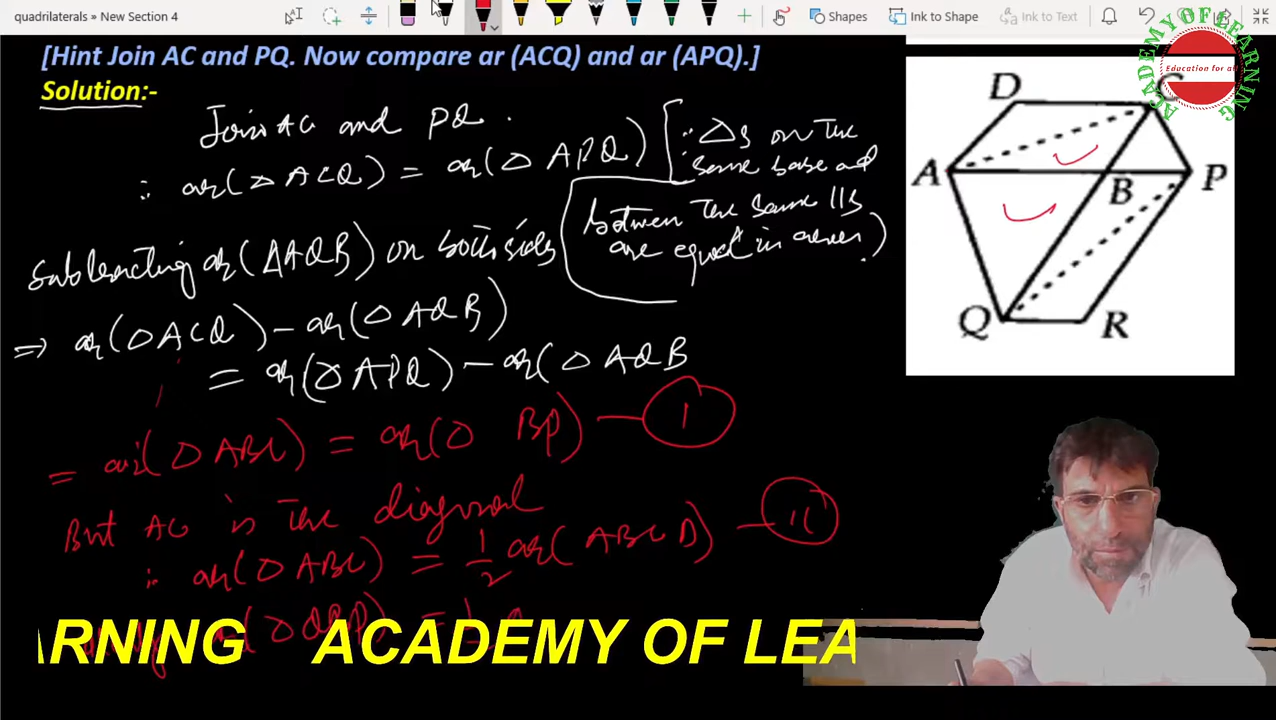 quadrilaterals » New Section 4
Shapes
Ink to Shape
Ink to Text
[Hint Join AC and PQ. Now compare ar (ACQ) and ar (APQ).]
Solution:-
Join AC and PQ.
∴ ar(△ACQ) = ar(△APQ) [∵ △s on the
same base and
between the same ||s
are equal in area)
Subtracting ar(△AQB) on both sides
⇒ ar(△ACQ) – ar(△AQB)
= ar(△APQ) – ar(△AQB
= ar(△ABC) = ar(△ BP) — I
But AC is the diagonal
∴ ar(△ABC) = 1/2 ar(ABCD) — II
= 1
ARNING ACADEMY OF LEA
D
C
A
B
P
Q
R
ACADEMY OF LEARNING
Education for all